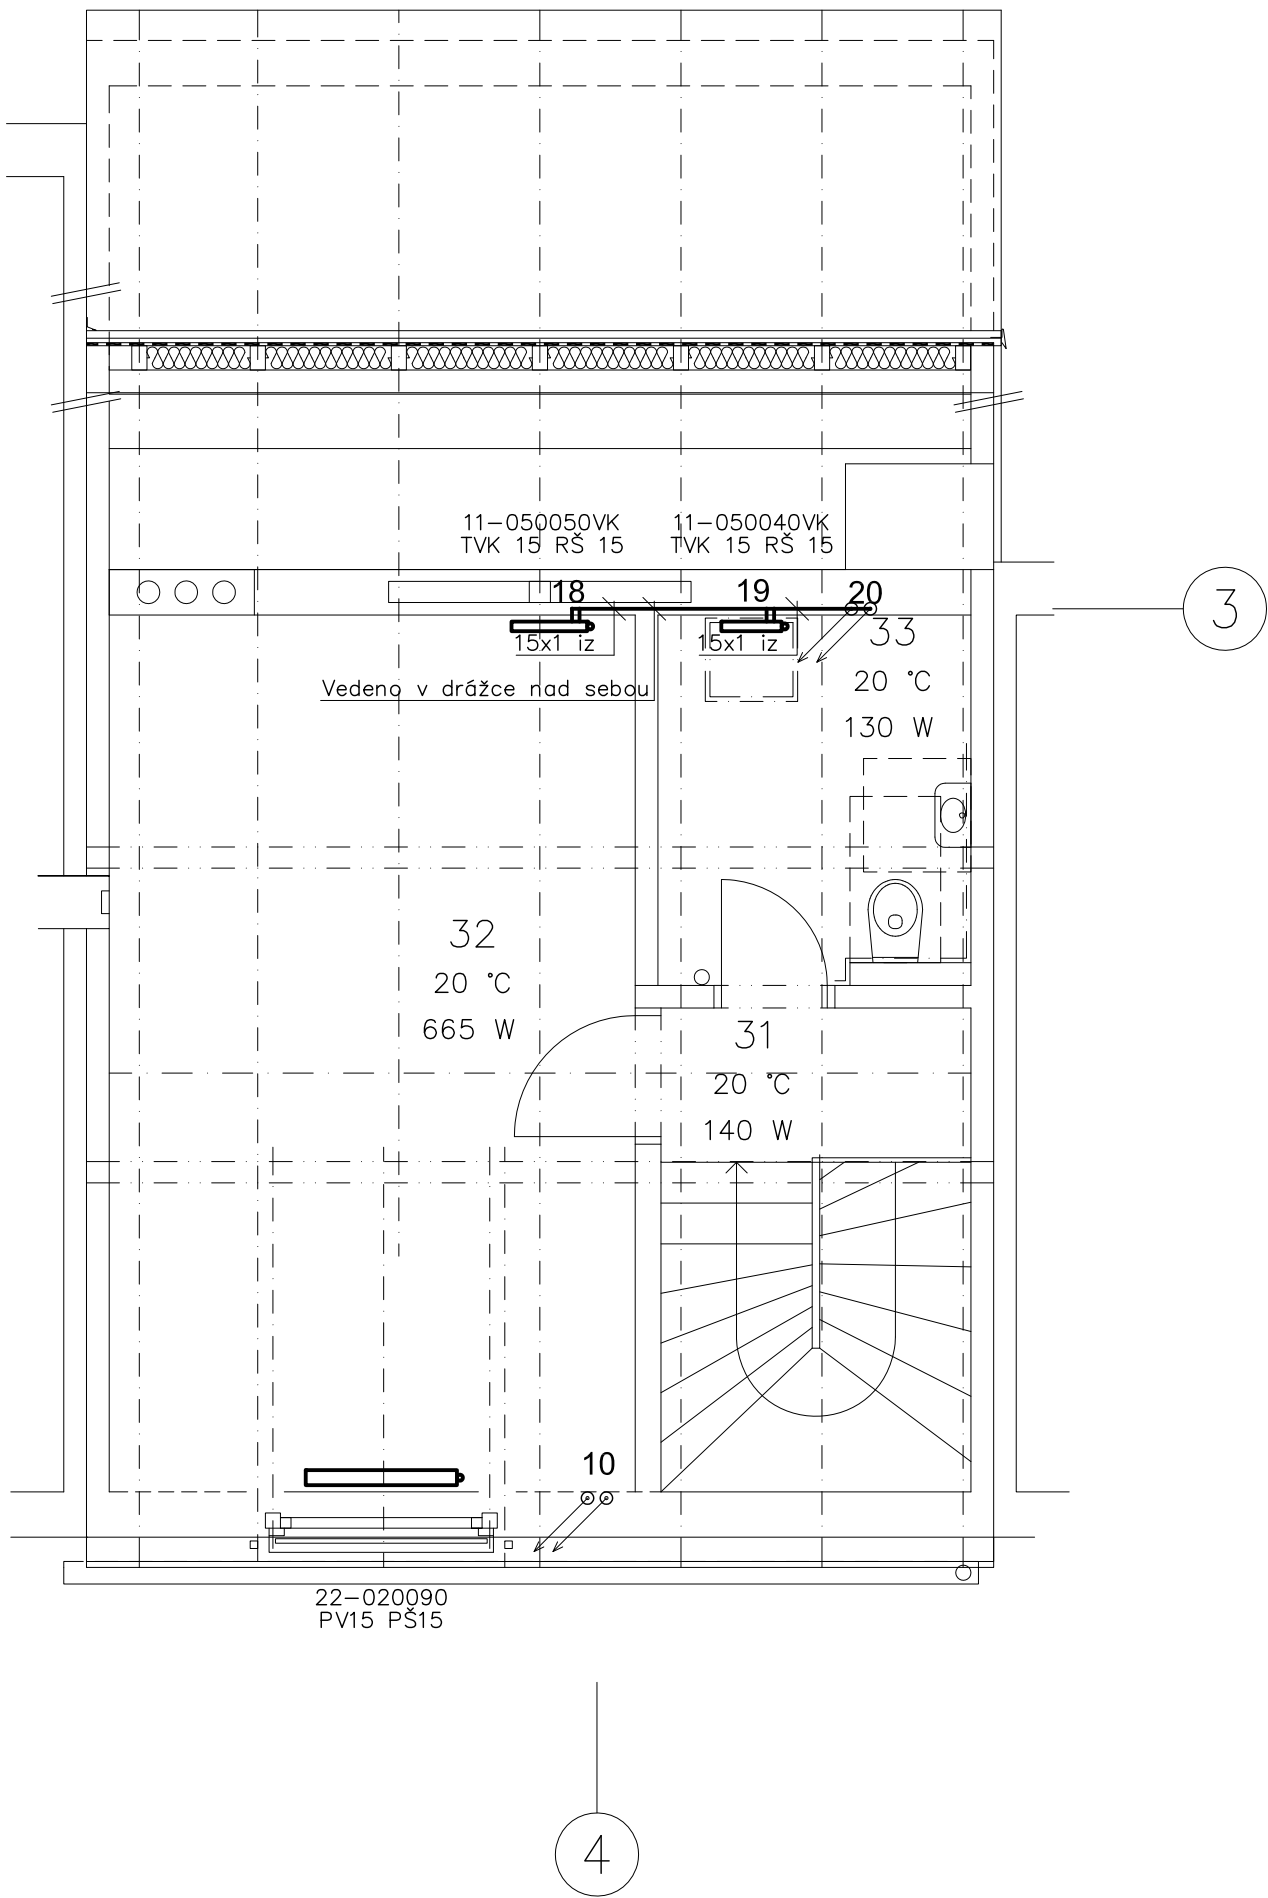 11-050050VK
TVK 15 RŠ 15
11-050040VK
TVK 15 RŠ 15
18
19
20
15x1 iz
15x1 iz
Vedeno v drážce nad sebou
33
20 °C
130 W
3
32
20 °C
665 W
31
20 °C
140 W
10
22-020090
PV15 PŠ15
4